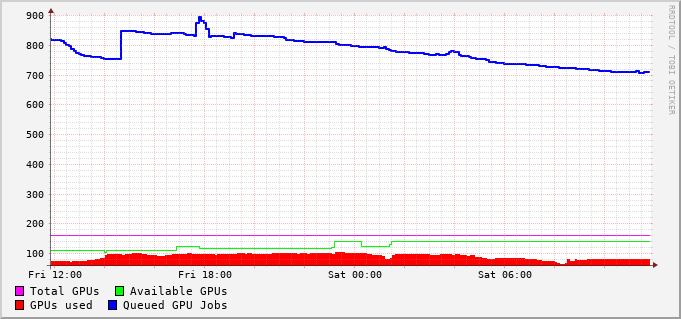 900
800
700
600
500
400
300
200
100
Fri 12:00 Fri 18:00 Sat 00:00 Sat 06:00
Total GPUs Available GPUs
GPUs used Queued GPU Jobs
RRDTOOL / TOBI OETIKER